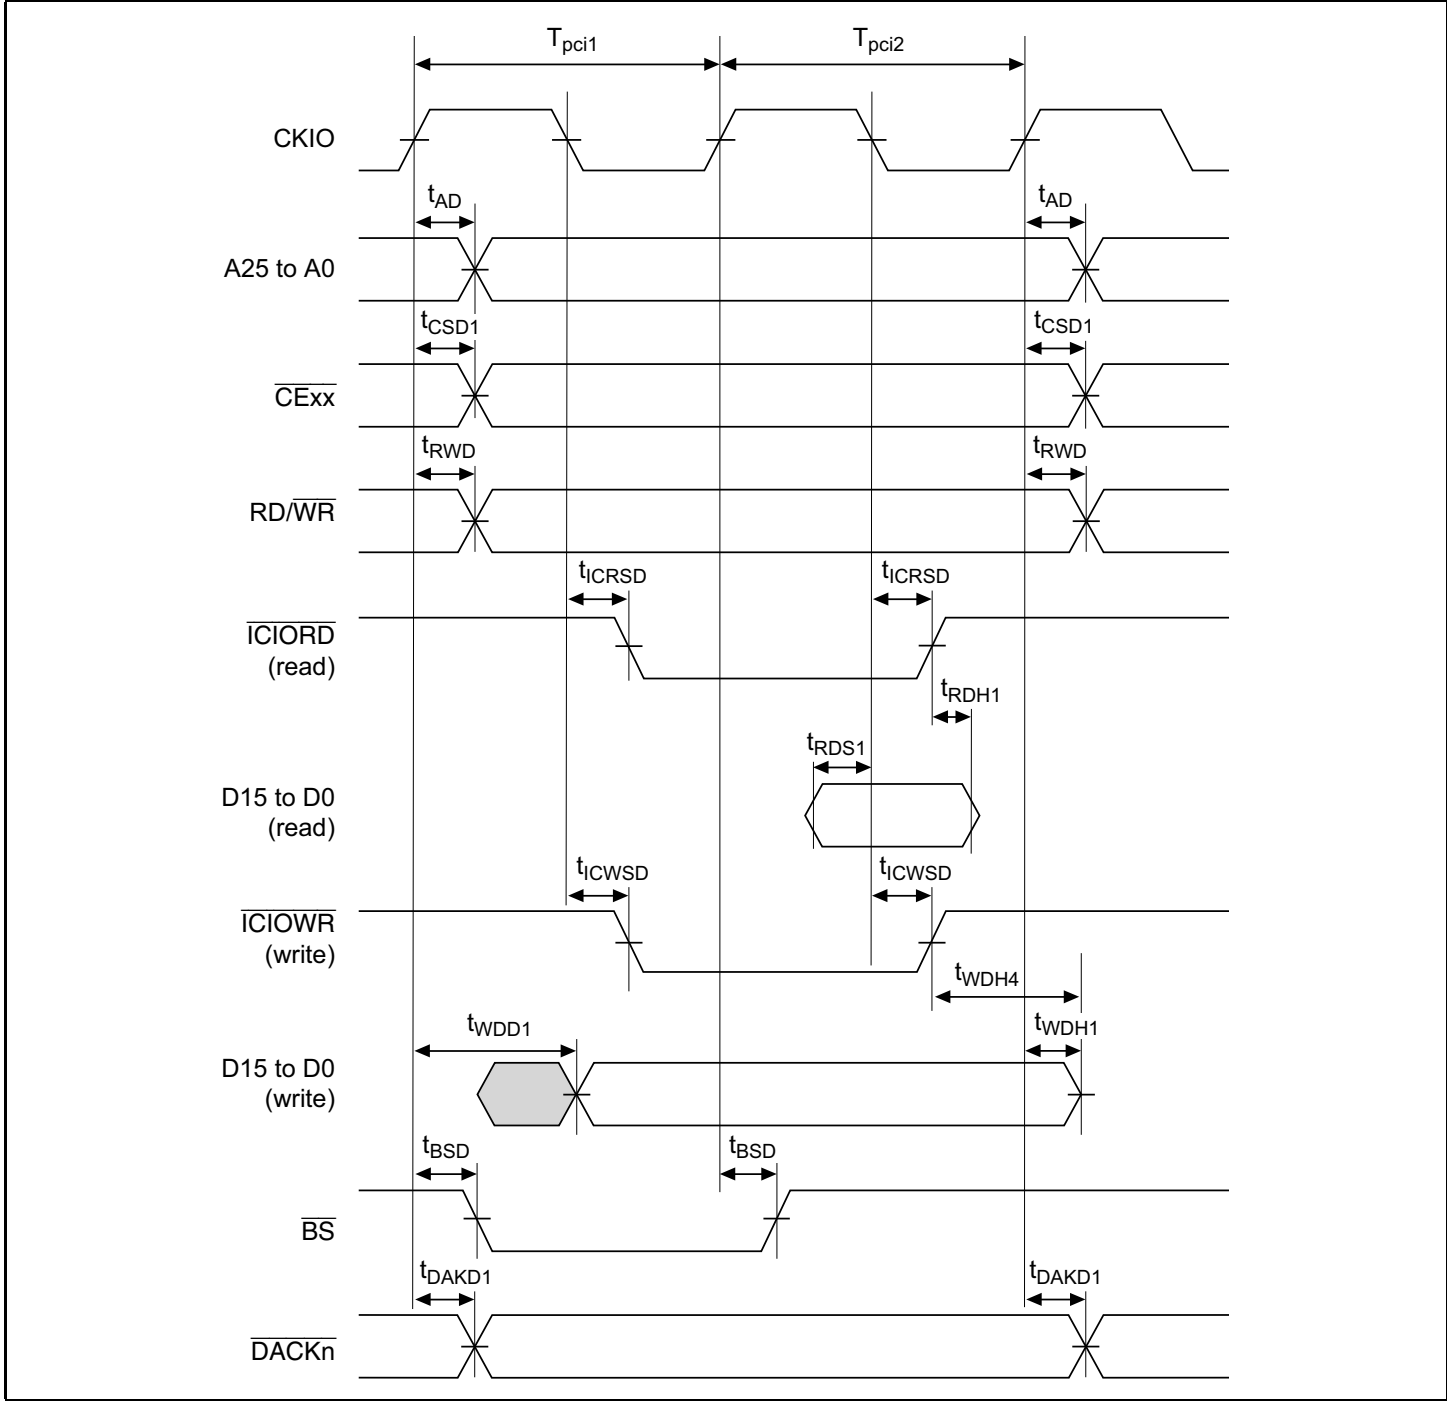 Tpci1 Tpci2
CKIO
tAD tAD
A25 to A0
tCSD1 tCSD1
CExx
tRWD tRWD
RD/WR
tICRSD tICRSD
ICIORD
(read)
tRDH1
tRDS1
D15 to D0
(read)
tICWSD tICWSD
ICIOWR
(write)
tWDH4
tWDD1 tWDH1
D15 to D0
(write)
tBSD tBSD
BS
tDAKD1 tDAKD1
DACKn